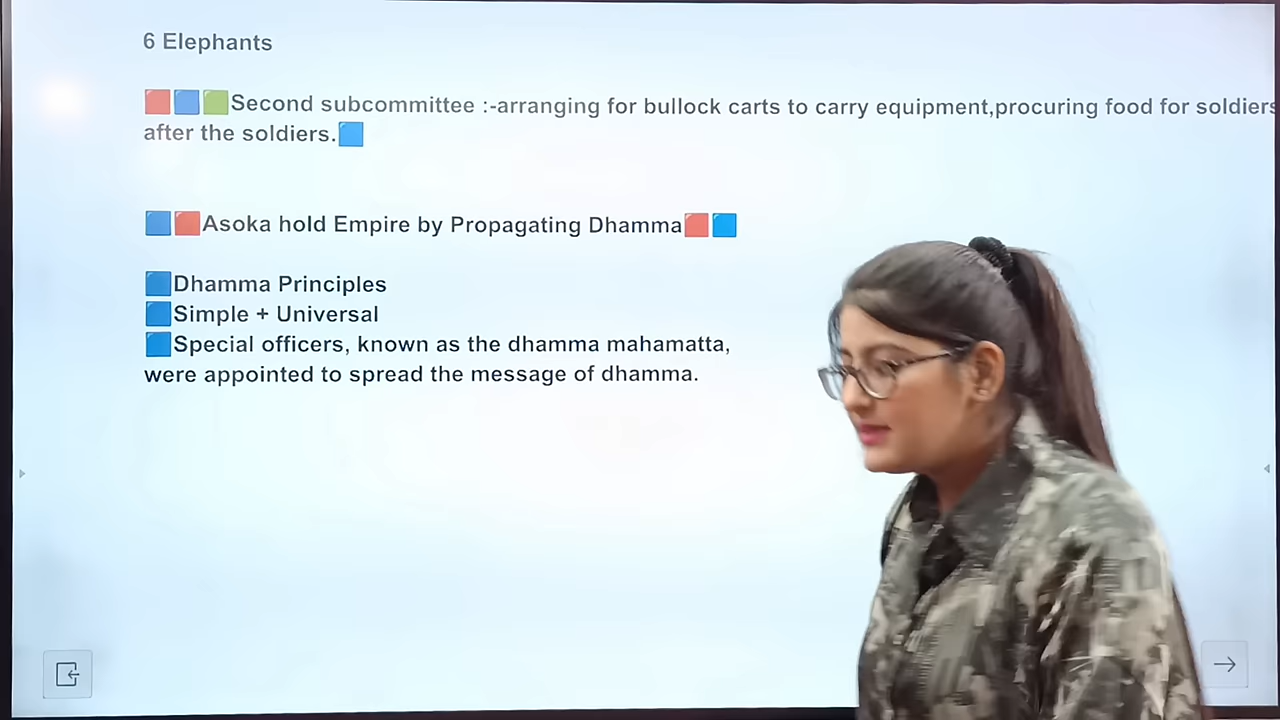 6 Elephants
🟥🟦🟩Second subcommittee :-arranging for bullock carts to carry equipment,procuring food for soldiers
after the soldiers.🟦
🟦🟥Asoka hold Empire by Propagating Dhamma🟥🟦
🟦Dhamma Principles
🟦Simple + Universal
🟦Special officers, known as the dhamma mahamatta,
were appointed to spread the message of dhamma.